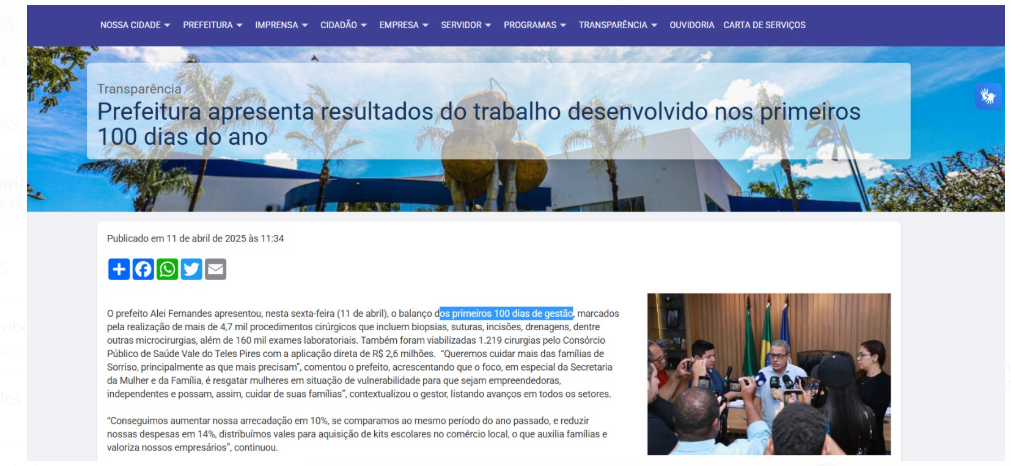 NOSSA CIDADE PREFEITURA IMPRENSA CIDADÃO EMPRESA SERVIDOR PROGRAMAS TRANSPARÊNCIA OUVIDORIA CARTA DE SERVIÇOS
Transparência
Prefeitura apresenta resultados do trabalho desenvolvido nos primeiros
100 dias do ano
Publicado em 11 de abril de 2025 às 11:34
O prefeito Alei Fernandes apresentou, nesta sexta-feira (11 de abril), o balanço dos primeiros 100 dias de gestão, marcados
pela realização de mais de 4,7 mil procedimentos cirúrgicos que incluem biopsias, suturas, incisões, drenagens, dentre
outras microcirurgias, além de 160 mil exames laboratoriais. Também foram viabilizadas 1.219 cirurgias pelo Consórcio
Público de Saúde Vale do Teles Pires com a aplicação direta de R$ 2,6 milhões. "Queremos cuidar mais das famílias de
Sorriso, principalmente as que mais precisam", comentou o prefeito, acrescentando que o foco, em especial da Secretaria
da Mulher e da Família, é resgatar mulheres em situação de vulnerabilidade para que sejam empreendedoras,
independentes e possam, assim, cuidar de suas famílias", contextualizou o gestor, listando avanços em todos os setores.
"Conseguimos aumentar nossa arrecadação em 10%, se comparamos ao mesmo período do ano passado, e reduzir
nossas despesas em 14%, distribuímos vales para aquisição de kits escolares no comércio local, o que auxilia famílias e
valoriza nossos empresários", continuou.